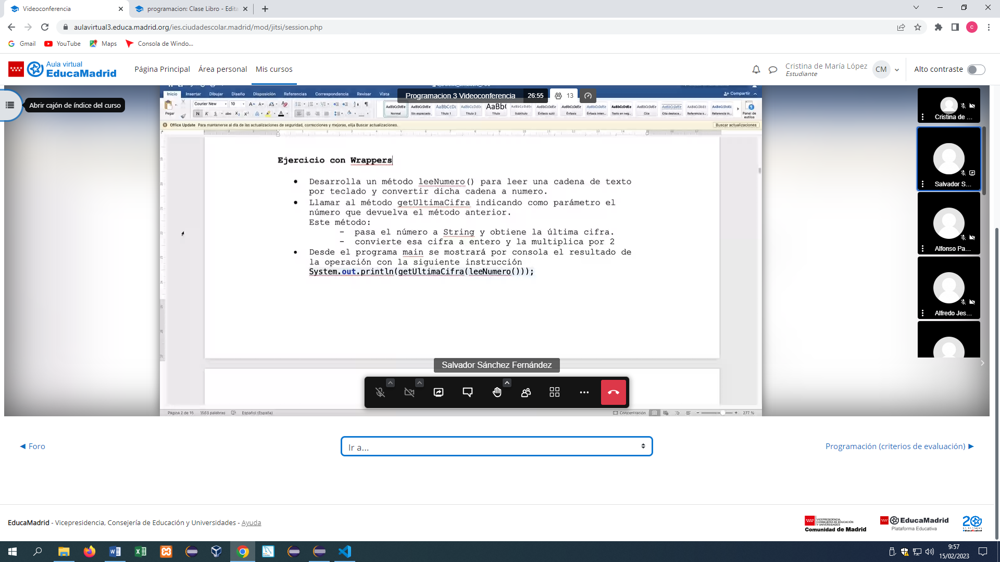 Videoconferencia
programacion: Clase Libro - Edita
aulavirtual3.educa.madrid.org/ies.ciudadescolar.madrid/mod/jitsi/session.php
Gmail
YouTube
Maps
Consola de Windo...
Aula virtual
EducaMadrid
Página Principal
Área personal
Mis cursos
Cristina de María López
Estudiante
CM
Alto contraste
Abrir cajón de índice del curso
Inicio Insertar Dibujar Diseño Disposición Referencias Correspondencia Revisar Vista
Programacion 3 Videoconferencia 26:55 13
Compartir
Pegar
Courier New 10
AaBbCcDdEe Normal
AaBbCcDdEe Sin espaciado
Título 1
Título 2
Título
Subtítulo
Énfasis sutil
Énfasis
Énfasis inten...
Texto en neg...
Cita
Cita destaca...
Referencia s...
Referencia in...
Panel de estilos
Office Update Para mantenerse al día de las actualizaciones de seguridad, correcciones y mejoras, elija Buscar actualizaciones.
Buscar actualizaciones
Ejercicio con Wrappers
• Desarrolla un método leeNumero() para leer una cadena de texto
por teclado y convertir dicha cadena a numero.
• Llamar al método getUltimaCifra indicando como parámetro el
número que devuelva el método anterior.
Este método:
- pasa el número a String y obtiene la última cifra.
- convierte esa cifra a entero y la multiplica por 2
• Desde el programa main se mostrará por consola el resultado de
la operación con la siguiente instrucción
System.out.println(getUltimaCifra(leeNumero()));
Cristina de ...
Salvador S...
Alfonso Pa...
Alfredo Jes...
Salvador Sánchez Fernández
Página 2 de 15 1563 palabras Español (España)
Concentración 277 %
◄ Foro
Ir a...
Programación (criterios de evaluación) ►
EducaMadrid - Vicepresidencia, Consejería de Educación y Universidades - Ayuda
VICEPRESIDENCIA,
CONSEJERÍA DE EDUCACIÓN
Y UNIVERSIDADES
Comunidad de Madrid
EducaMadrid
Plataforma Educativa
20
9:57
15/02/2023